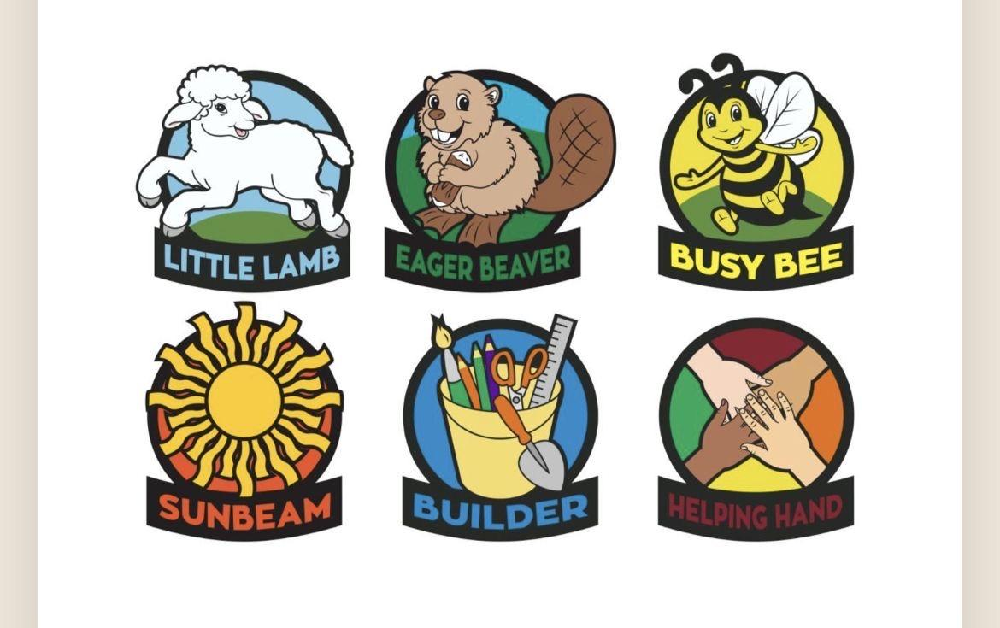 LITTLE LAMB
EAGER BEAVER
BUSY BEE
SUNBEAM
BUILDER
HELPING HAND